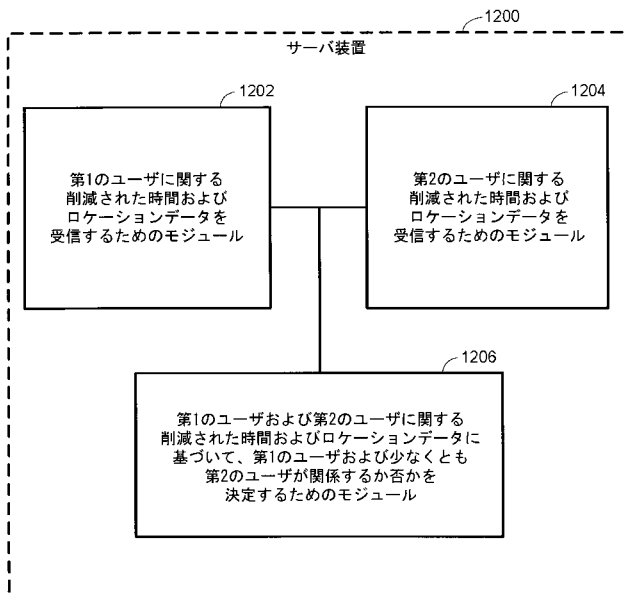 1200
サーバ装置
1202
第1のユーザに関する
削減された時間および
ロケーションデータを
受信するためのモジュール
1204
第2のユーザに関する
削減された時間および
ロケーションデータを
受信するためのモジュール
1206
第1のユーザおよび第2のユーザに関する
削減された時間およびロケーションデータに
基づいて、第1のユーザおよび少なくとも
第2のユーザが関係するか否かを
決定するためのモジュール